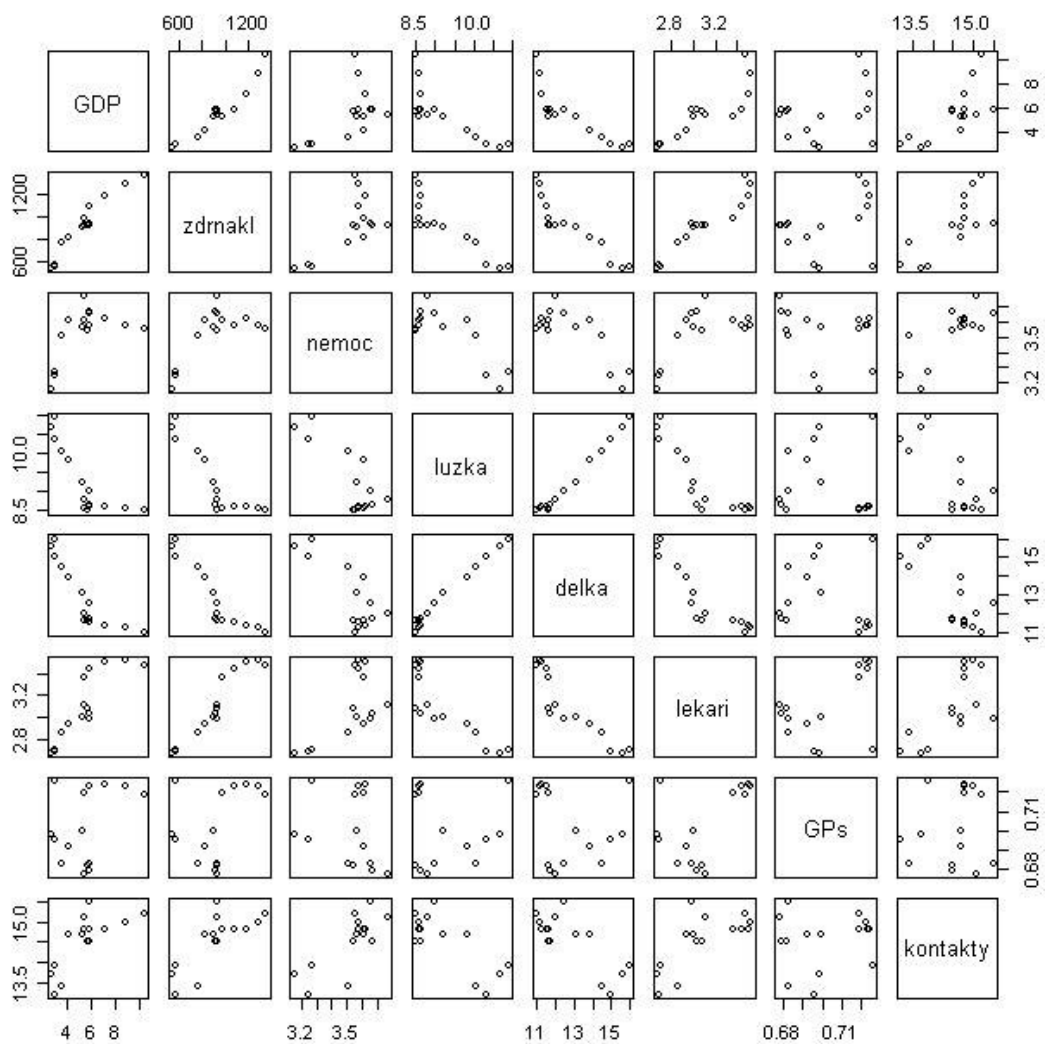 600 1200 8.5 10.0 2.8 3.2 13.5 15.0
GDP 4 6 8
600 1200 zdrnakl
nemoc 3.2 3.5
8.5 10.0 luzka
delka 11 13 15
2.8 3.2 lekari
GPs 0.68 0.71
13.5 15.0 kontakty
4 6 8 3.2 3.5 11 13 15 0.68 0.71